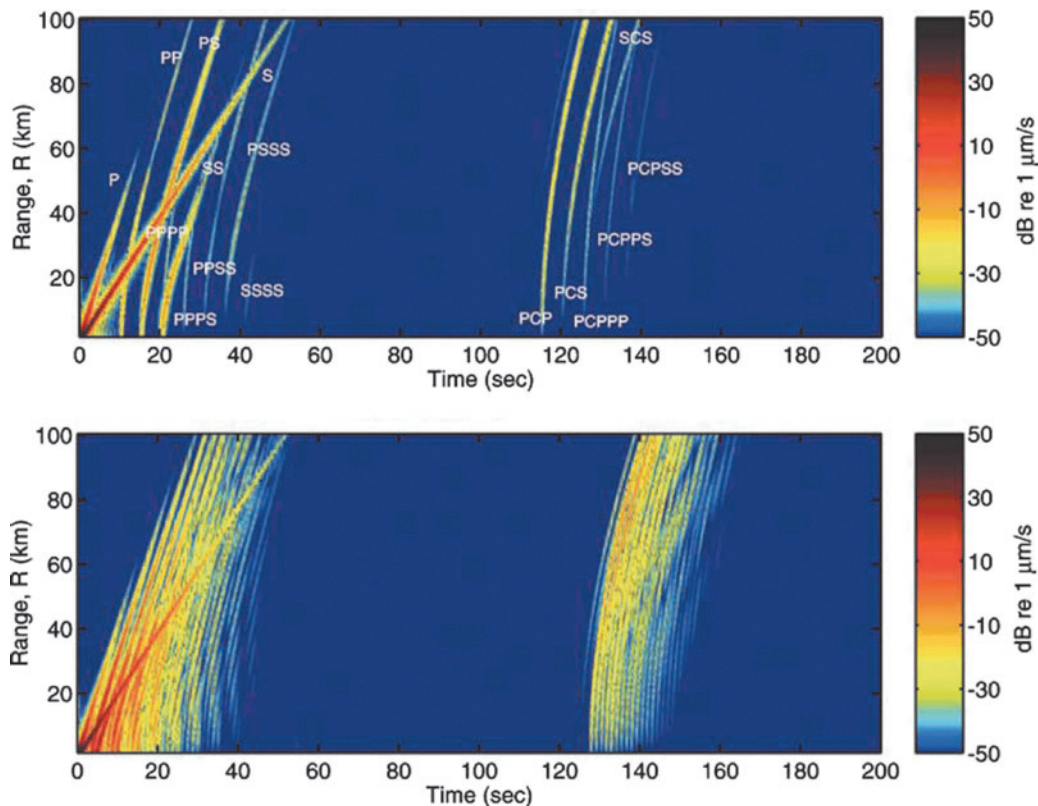 100
80
60
40
20
Range, R (km)
PP
PS
S
P
SS
PSSS
PPPP
PPSS
SSSS
PPPS
SCS
PCPSS
PCPPS
PCS
PCP
PCPPP
0
20
40
60
80
100
120
140
160
180
200
Time (sec)
50
30
10
-10
-30
-50
dB re 1 μm/s
100
80
60
40
20
Range, R (km)
0
20
40
60
80
100
120
140
160
180
200
Time (sec)
50
30
10
-10
-30
-50
dB re 1 μm/s